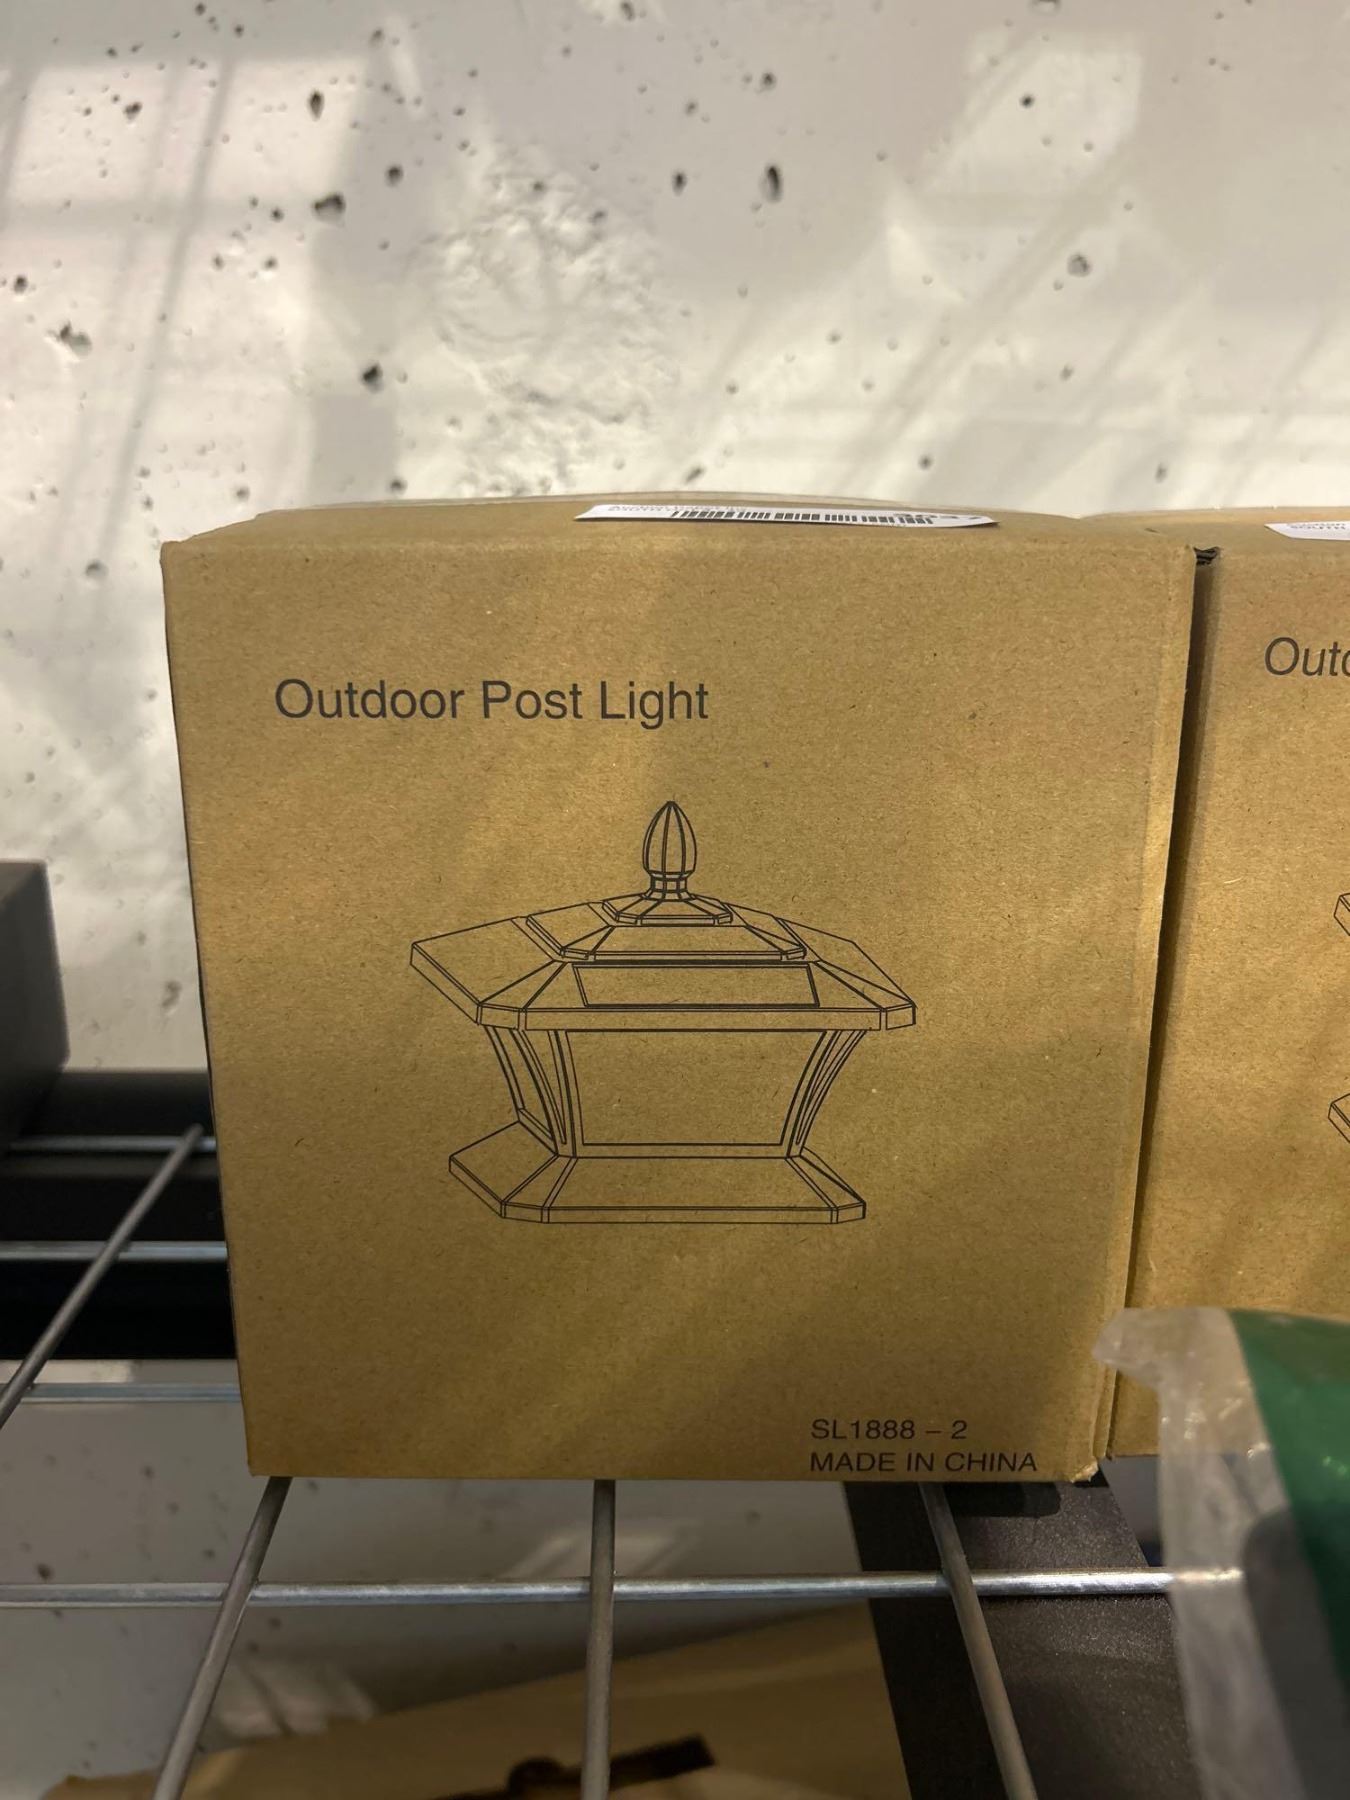 Outdoor Post Light
SL1888 – 2
MADE IN CHINA